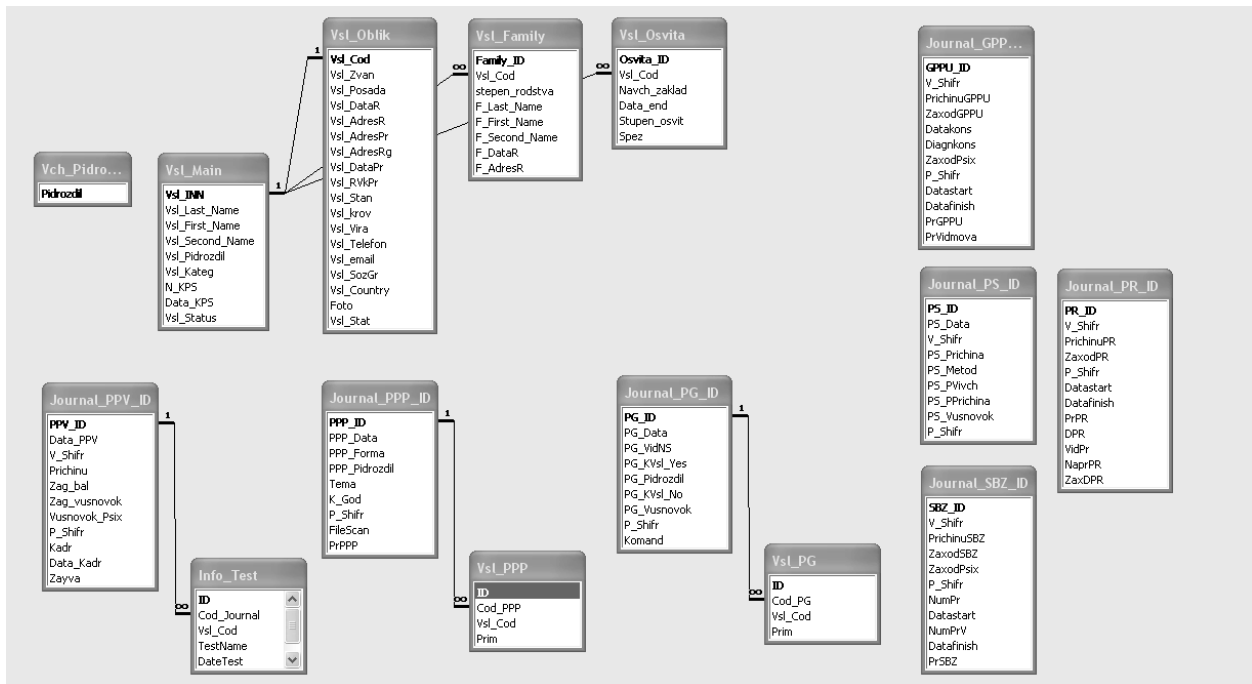 Vch_Pidro...
Pidrozdil
Vsl_Main
Vsl_INN
Vsl_Last_Name
Vsl_First_Name
Vsl_Second_Name
Vsl_Pidrozdil
Vsl_Kateg
N_KPS
Data_KPS
Vsl_Status
1
1
Vsl_Oblik
Vsl_Cod
Vsl_Zvan
Vsl_Posada
Vsl_DataR
Vsl_AdresR
Vsl_AdresPr
Vsl_AdresRg
Vsl_DataPr
Vsl_RVkPr
Vsl_Stan
Vsl_krov
Vsl_Vira
Vsl_Telefon
Vsl_email
Vsl_SozGr
Vsl_Country
Foto
Vsl_Stat
∞
Vsl_Family
Family_ID
Vsl_Cod
stepen_rodstva
F_Last_Name
F_First_Name
F_Second_Name
F_DataR
F_AdresR
∞
Vsl_Osvita
Osvita_ID
Vsl_Cod
Navch_zaklad
Data_end
Stupen_osvit
Spez
Journal_GPP...
GPPU_ID
V_Shifr
PrichinuGPPU
ZaxodGPPU
Datakons
Diagnkons
ZaxodPsix
P_Shifr
Datastart
Datafinish
PrGPPU
PrVidmova
Journal_PS_ID
PS_ID
PS_Data
V_Shifr
PS_Prichina
PS_Metod
PS_PVivch
PS_PPrichina
PS_Vusnovok
P_Shifr
Journal_PR_ID
PR_ID
V_Shifr
PrichinuPR
ZaxodPR
P_Shifr
Datastart
Datafinish
PrPR
DPR
VidPr
NaprPR
ZaxDPR
Journal_PPV_ID
PPV_ID
Data_PPV
V_Shifr
Prichinu
Zag_bal
Zag_vusnovok
Vusnovok_Psix
P_Shifr
Kadr
Data_Kadr
Zayva
1
∞
Info_Test
ID
Cod_Journal
Vsl_Cod
TestName
DateTest
Journal_PPP_ID
PPP_ID
PPP_Data
PPP_Forma
PPP_Pidrozdil
Tema
K_God
P_Shifr
FileScan
PrPPP
1
∞
Vsl_PPP
ID
Cod_PPP
Vsl_Cod
Prim
Journal_PG_ID
PG_ID
PG_Data
PG_VidNS
PG_KVsl_Yes
PG_Pidrozdil
PG_KVsl_No
PG_Vusnovok
P_Shifr
Komand
1
∞
Vsl_PG
ID
Cod_PG
Vsl_Cod
Prim
Journal_SBZ_ID
SBZ_ID
V_Shifr
PrichinuSBZ
ZaxodSBZ
ZaxodPsix
P_Shifr
NumPr
Datastart
NumPrV
Datafinish
PrSBZ